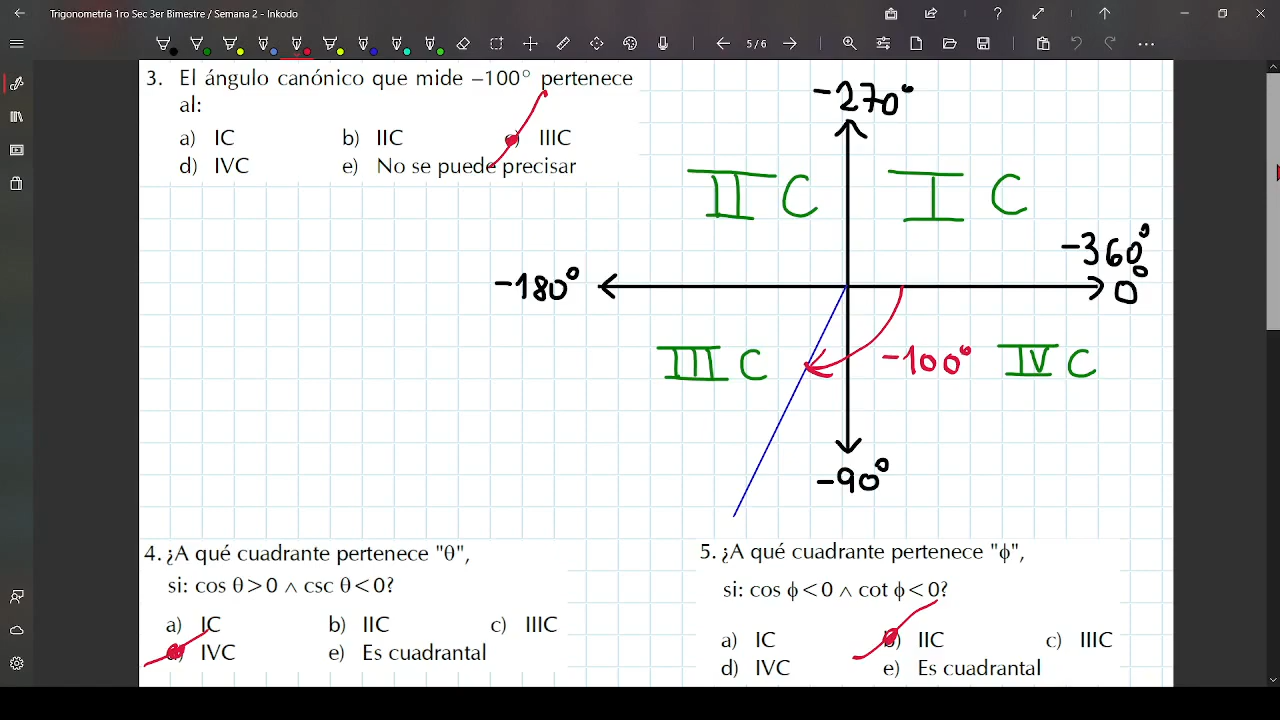 Trigonometría 1ro Sec 3er Bimestre / Semana 2 - Inkodo
5/6
3. El ángulo canónico que mide –100° pertenece
al:
a) IC b) IIC c) IIIC
d) IVC e) No se puede precisar
-270°
II C I C
-360°
-180° 0°
III C -100° IV C
-90°
4. ¿A qué cuadrante pertenece "θ",
si: cos θ>0 ∧ csc θ<0?
a) IC b) IIC c) IIIC
d) IVC e) Es cuadrantal
5. ¿A qué cuadrante pertenece "ϕ",
si: cos ϕ<0 ∧ cot ϕ<0?
a) IC b) IIC c) IIIC
d) IVC e) Es cuadrantal